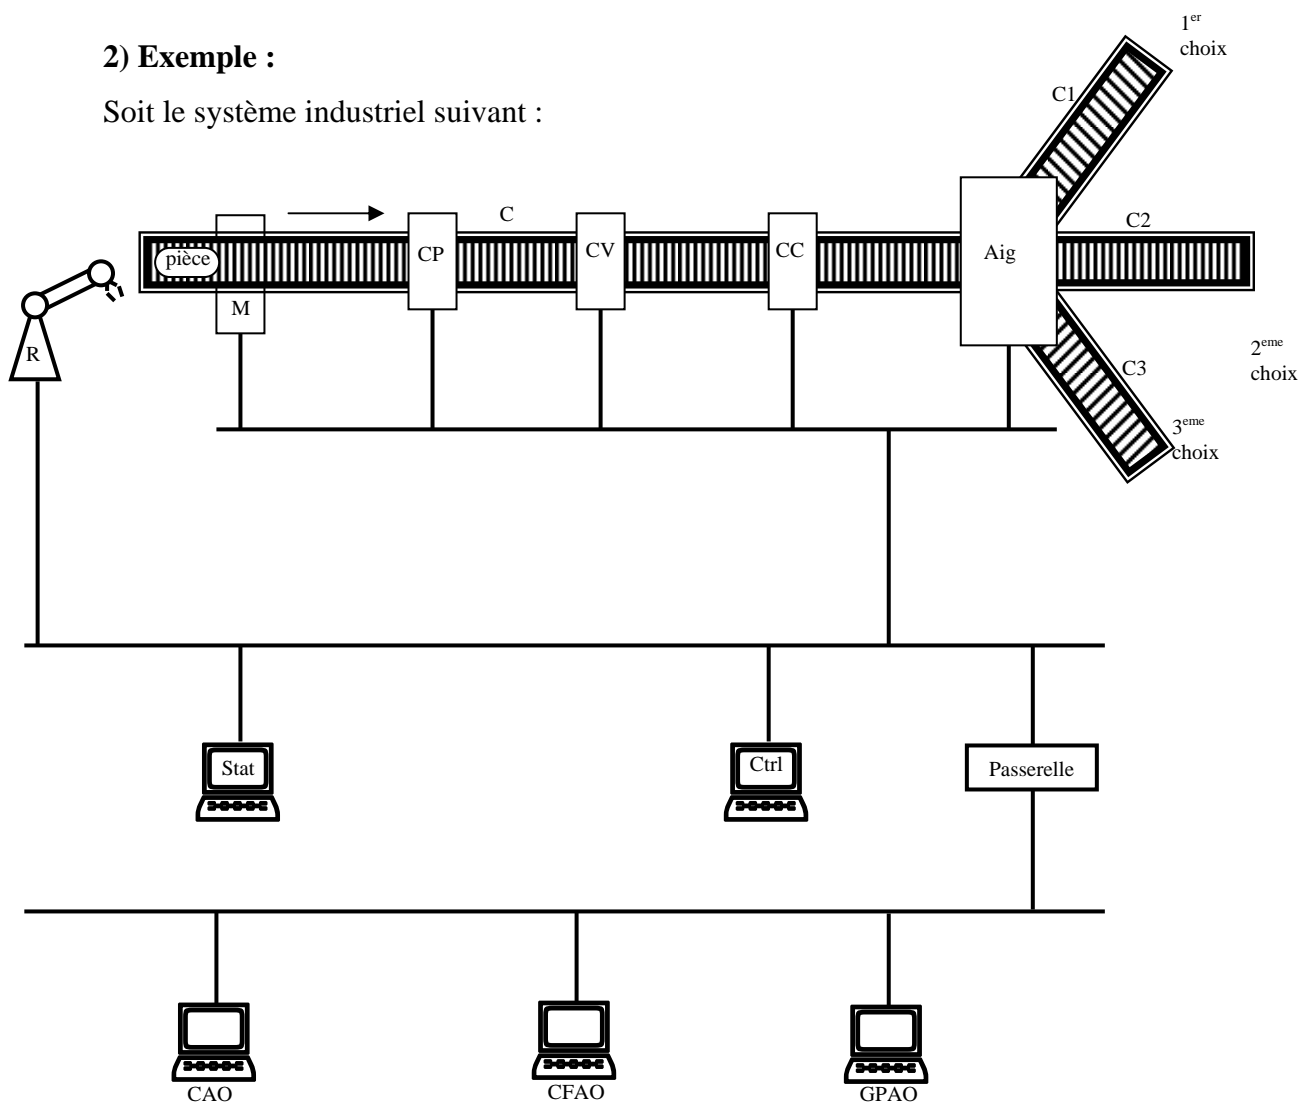 1er
choix
2) Exemple :
Soit le système industriel suivant :
C1
C
C2
pièce
CP
CV
CC
Aig
M
R
2eme
choix
C3
3eme
choix
Stat
Ctrl
Passerelle
CAO
CFAO
GPAO